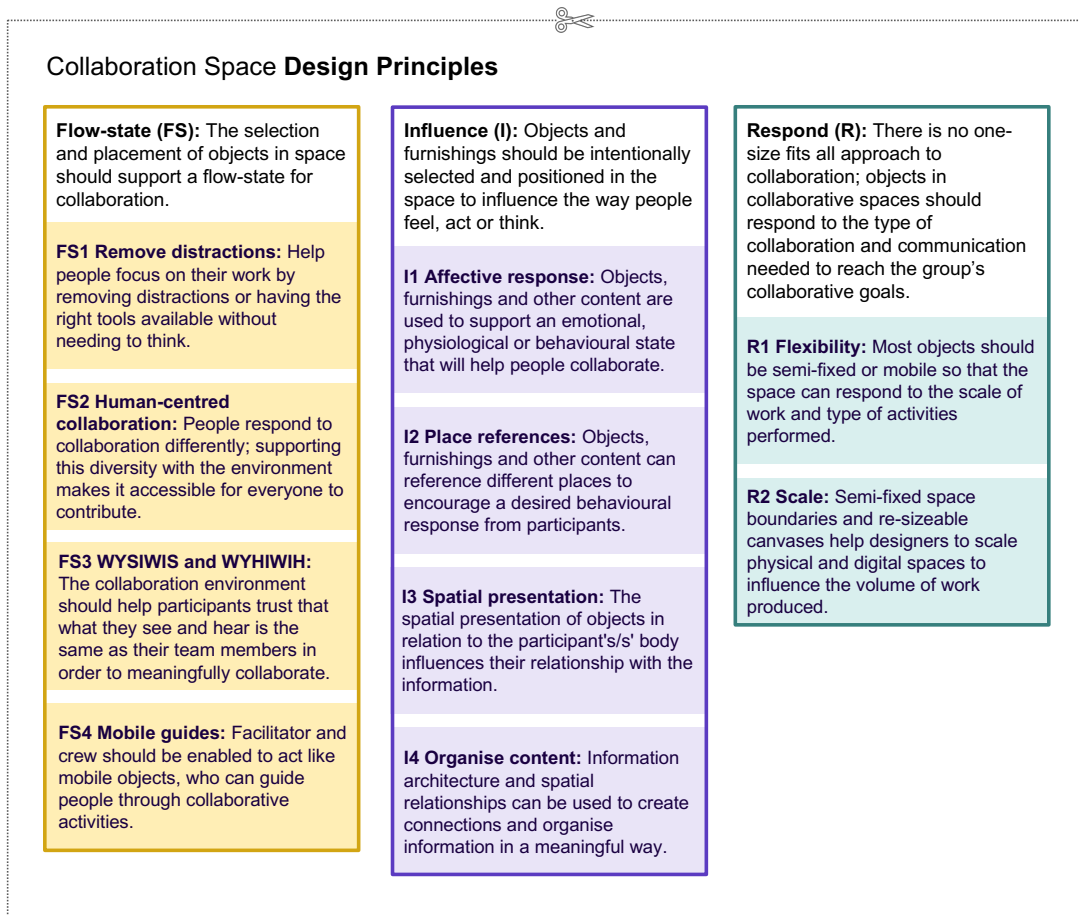 Collaboration Space Design Principles
Flow-state (FS): The selection
and placement of objects in space
should support a flow-state for
collaboration.
FS1 Remove distractions: Help
people focus on their work by
removing distractions or having the
right tools available without
needing to think.
FS2 Human-centred
collaboration: People respond to
collaboration differently; supporting
this diversity with the environment
makes it accessible for everyone to
contribute.
FS3 WYSIWIS and WYHIWIH:
The collaboration environment
should help participants trust that
what they see and hear is the
same as their team members in
order to meaningfully collaborate.
FS4 Mobile guides: Facilitator and
crew should be enabled to act like
mobile objects, who can guide
people through collaborative
activities.
Influence (I): Objects and
furnishings should be intentionally
selected and positioned in the
space to influence the way people
feel, act or think.
I1 Affective response: Objects,
furnishings and other content are
used to support an emotional,
physiological or behavioural state
that will help people collaborate.
I2 Place references: Objects,
furnishings and other content can
reference different places to
encourage a desired behavioural
response from participants.
I3 Spatial presentation: The
spatial presentation of objects in
relation to the participant's/s' body
influences their relationship with the
information.
I4 Organise content: Information
architecture and spatial
relationships can be used to create
connections and organise
information in a meaningful way.
Respond (R): There is no one-
size fits all approach to
collaboration; objects in
collaborative spaces should
respond to the type of
collaboration and communication
needed to reach the group's
collaborative goals.
R1 Flexibility: Most objects should
be semi-fixed or mobile so that the
space can respond to the scale of
work and type of activities
performed.
R2 Scale: Semi-fixed space
boundaries and re-sizeable
canvases help designers to scale
physical and digital spaces to
influence the volume of work
produced.